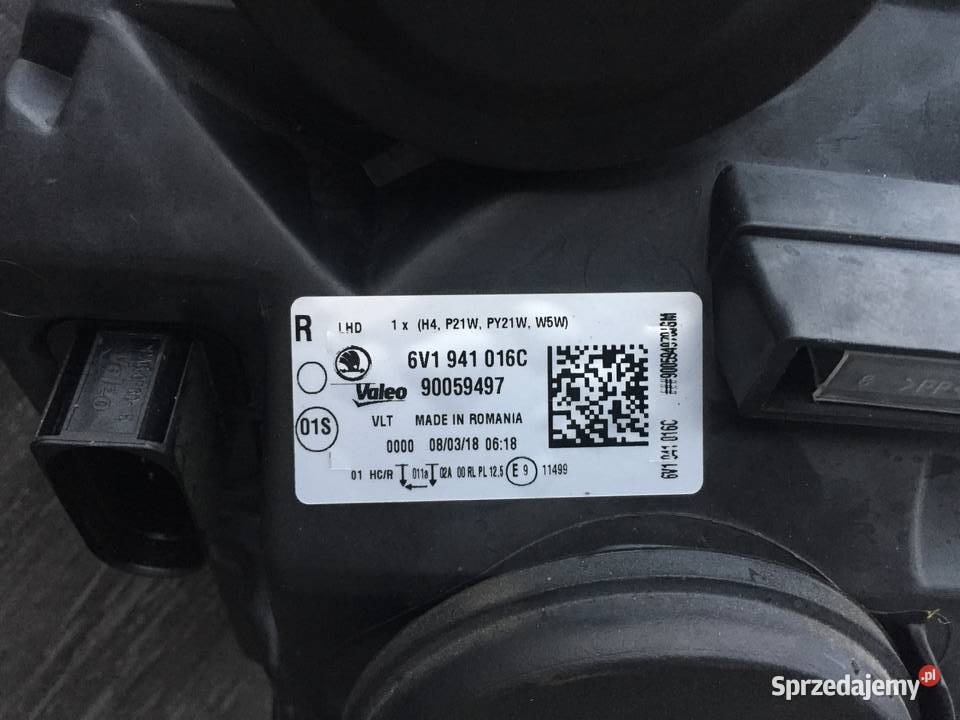 R LHD 1 x (H4, P21W, PY21W, W5W)
6V1 941 016C
Valeo 90059497
01S
VLT MADE IN ROMANIA
0000 08/03/18 06:18
01 HC/R 011a 02A 00 RL PL 12.5 E 9 11499
6V1 941 016C
Sprzedajemy.pl